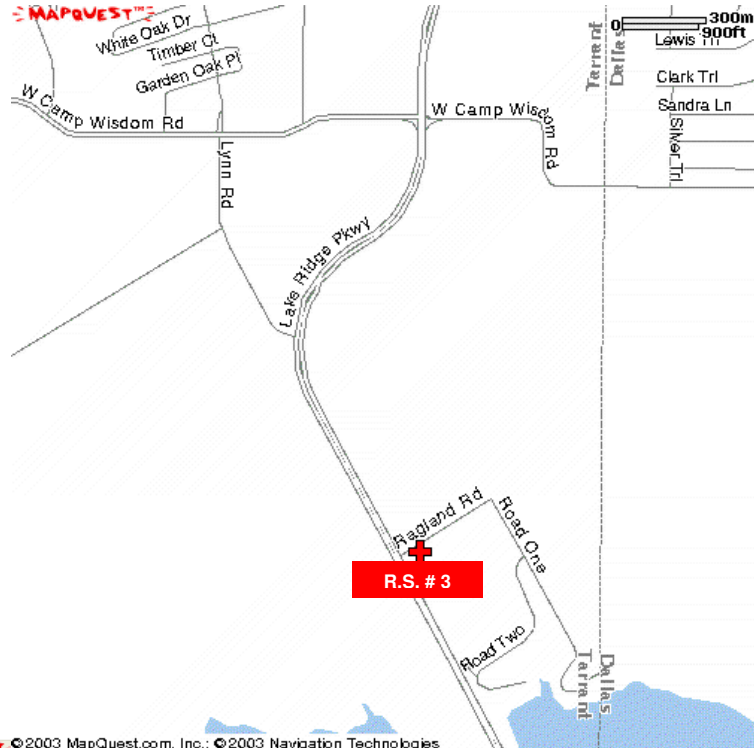 MAPQUEST™
0 300m
900ft
White Oak Dr
Timber Ct
Garden Oak Pl
Tarrant
Dallas
Lewis Trl
Clark Trl
Sandra Ln
Silver Trl
W Camp Wisdom Rd
W Camp Wisdom Rd
Lynn Rd
Lake Ridge Pkwy
Ragland Rd
Road One
R.S. # 3
Road Two
Tarrant
Dallas
©2003 MapQuest.com, Inc.; ©2003 Navigation Technologies